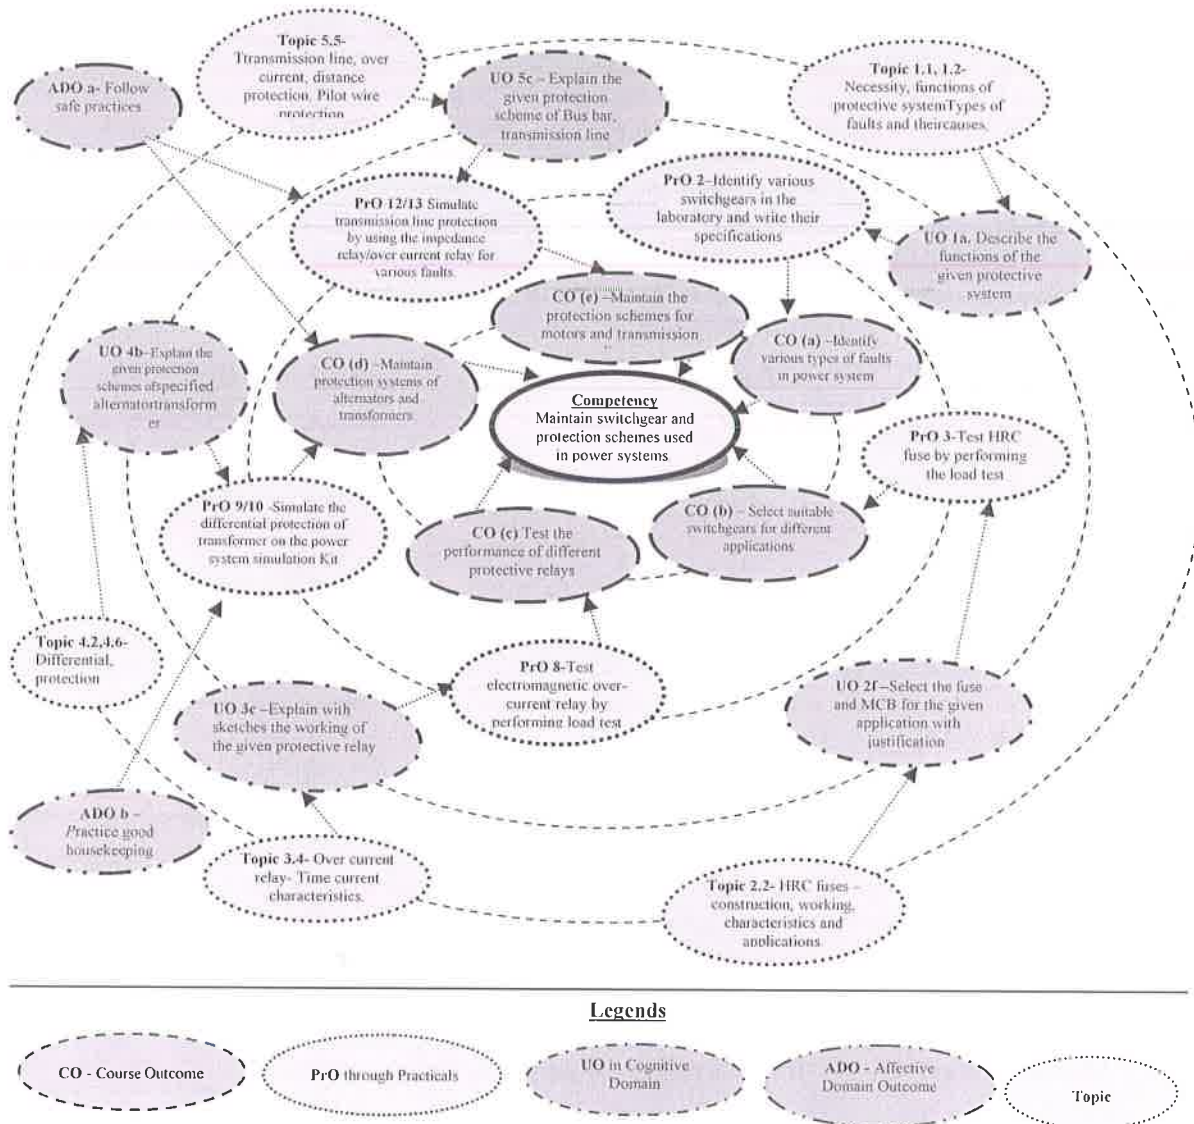 Topic 5.5-
Ttransmission line, over
current, distance
protection, Pilot wire
protection
Topic 1.1, 1.2-
Necessity, functions of
protective systemTypes of
faults and theircauses.
ADO a- Follow
safe practices
UO 5c – Explain the
given protection
scheme of Bus bar,
transmission line
PrO 2–Identify various
switchgears in the
laboratory and write their
specifications
PrO 12/13 Simulate
transmission line protection
by using the impedance
relay/over current relay for
various faults.
UO 1a. Describe the
functions of the
given protective
system
CO (e) –Maintain the
protection schemes for
motors and transmission
CO (a) –Identify
various types of faults
in power system
UO 4b–Explain the
given protection
schemes ofspecified
alternatortransform
er
CO (d) –Maintain
protection systems of
alternators and
transformers
Competency
Maintain switchgear and
protection schemes used
in power systems
PrO 3-Test HRC
fuse by performing
the load test
PrO 9/10 -Simulate the
differential protection of
transformer on the power
system simulation Kit
CO (c) Test the
performance of different
protective relays
CO (b) – Select suitable
switchgears for different
applications
Topic 4.2,4.6-
Differential,
protection
PrO 8-Test
electromagnetic over-
current relay by
performing load test
UO 3c –Explain with
sketches the working of
the given protective relay
UO 2f–Select the fuse
and MCB for the given
application with
justification
ADO b –
Practice good
housekeeping
Topic 3.4- Over current
relay- Time current
characteristics.
Topic 2.2- HRC fuses –
construction, working,
characteristics and
applications
Legends
CO - Course Outcome
PrO through Practicals
UO in Cognitive
Domain
ADO - Affective
Domain Outcome
Topic